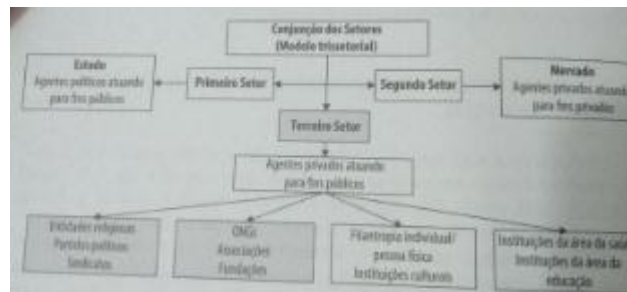 Conjunção dos Setores
(Modelo trissetorial)
Estado
Agentes políticos atuando
para fins públicos
Primeiro Setor
Segundo Setor
Mercado
Agentes privados atuando
para fins privados
Terceiro Setor
Agentes privados atuando
para fins públicos
Entidades religiosas
Partidos políticos
Sindicatos
ONGs
Associações
Fundações
Filantropia individual/
pessoa física
Instituições culturais
Instituições da área da saúde
Instituições da área da
educação